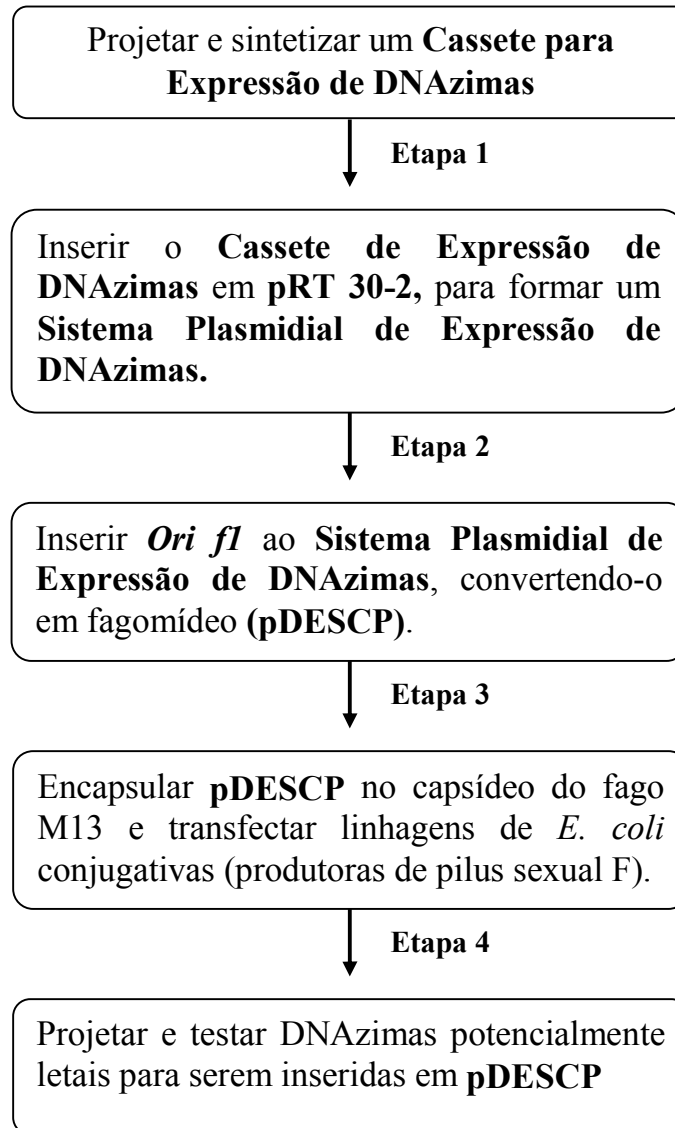 Projetar e sintetizar um Cassete para
Expressão de DNAzimas
Etapa 1
Inserir o Cassete de Expressão de
DNAzimas em pRT 30-2, para formar um
Sistema Plasmidial de Expressão de
DNAzimas.
Etapa 2
Inserir Ori f1 ao Sistema Plasmidial de
Expressão de DNAzimas, convertendo-o
em fagomídeo (pDESCP).
Etapa 3
Encapsular pDESCP no capsídeo do fago
M13 e transfectar linhagens de E. coli
conjugativas (produtoras de pilus sexual F).
Etapa 4
Projetar e testar DNAzimas potencialmente
letais para serem inseridas em pDESCP